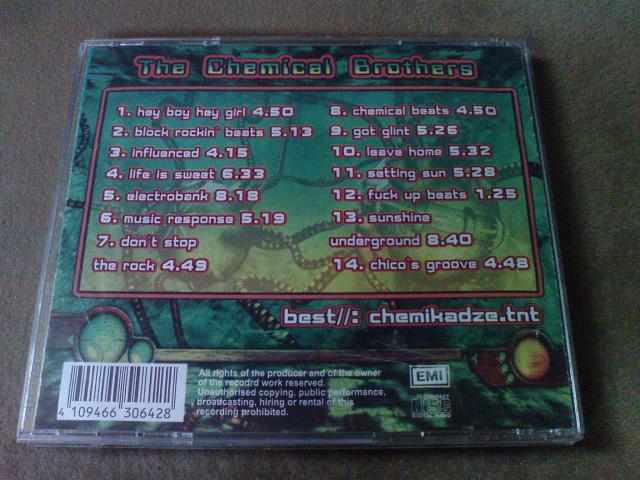 The Chemical Brothers
1. hey boy hey girl 4.50
2. block rockin' beats 5.13
3. influenced 4.15
4. life is sweet 6.33
5. electrobank 8.18
6. music response 5.19
7. don't stop
the rock 4.49
8. chemical beats 4.50
9. got glint 5.26
10. leave home 5.32
11. setting sun 5.28
12. fuck up beats 1.25
13. sunshine
underground 8.40
14. chico's groove 4.48
best//: chemikadze.tnt
4 109466 306428
All rights of the producer and of the owner
of the recodrd work reserved.
Unauthorised copying, public performance,
broadcasting, hiring or rental of this
recording prohibited.
EMI
COMPACT
disc
DIGITAL AUDIO